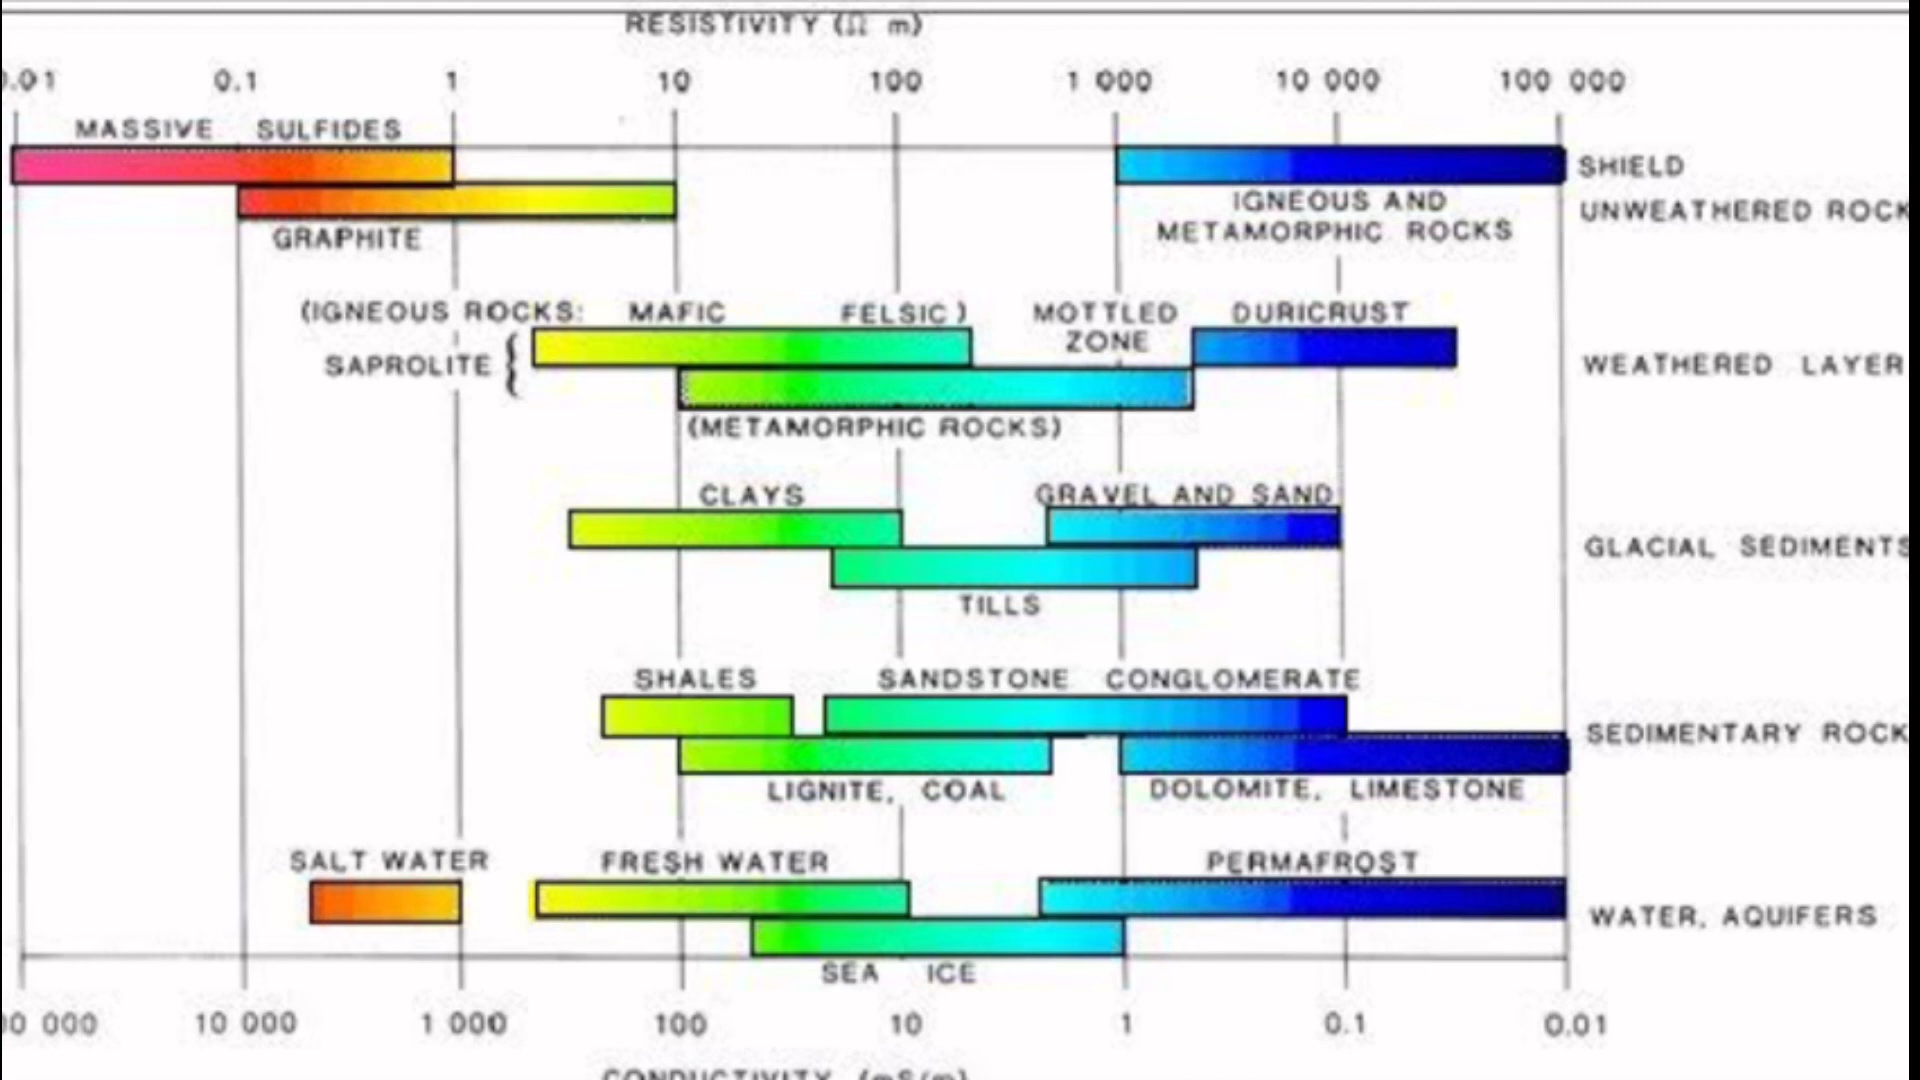 RESISTIVITY (Ω m)
0.01 0.1 1 10 100 1 000 10 000 100 000
MASSIVE SULFIDES
SHIELD
GRAPHITE
IGNEOUS AND
METAMORPHIC ROCKS
UNWEATHERED ROCK
(IGNEOUS ROCKS: MAFIC FELSIC)
MOTTLED
ZONE
DURICRUST
SAPROLITE
WEATHERED LAYER
(METAMORPHIC ROCKS)
CLAYS
GRAVEL AND SAND
GLACIAL SEDIMENTS
TILLS
SHALES
SANDSTONE CONGLOMERATE
SEDIMENTARY ROCK
LIGNITE, COAL
DOLOMITE, LIMESTONE
SALT WATER
FRESH WATER
PERMAFROST
WATER, AQUIFERS
SEA ICE
00 000 10 000 1 000 100 10 1 0.1 0.01
CONDUCTIVITY (mS/m)